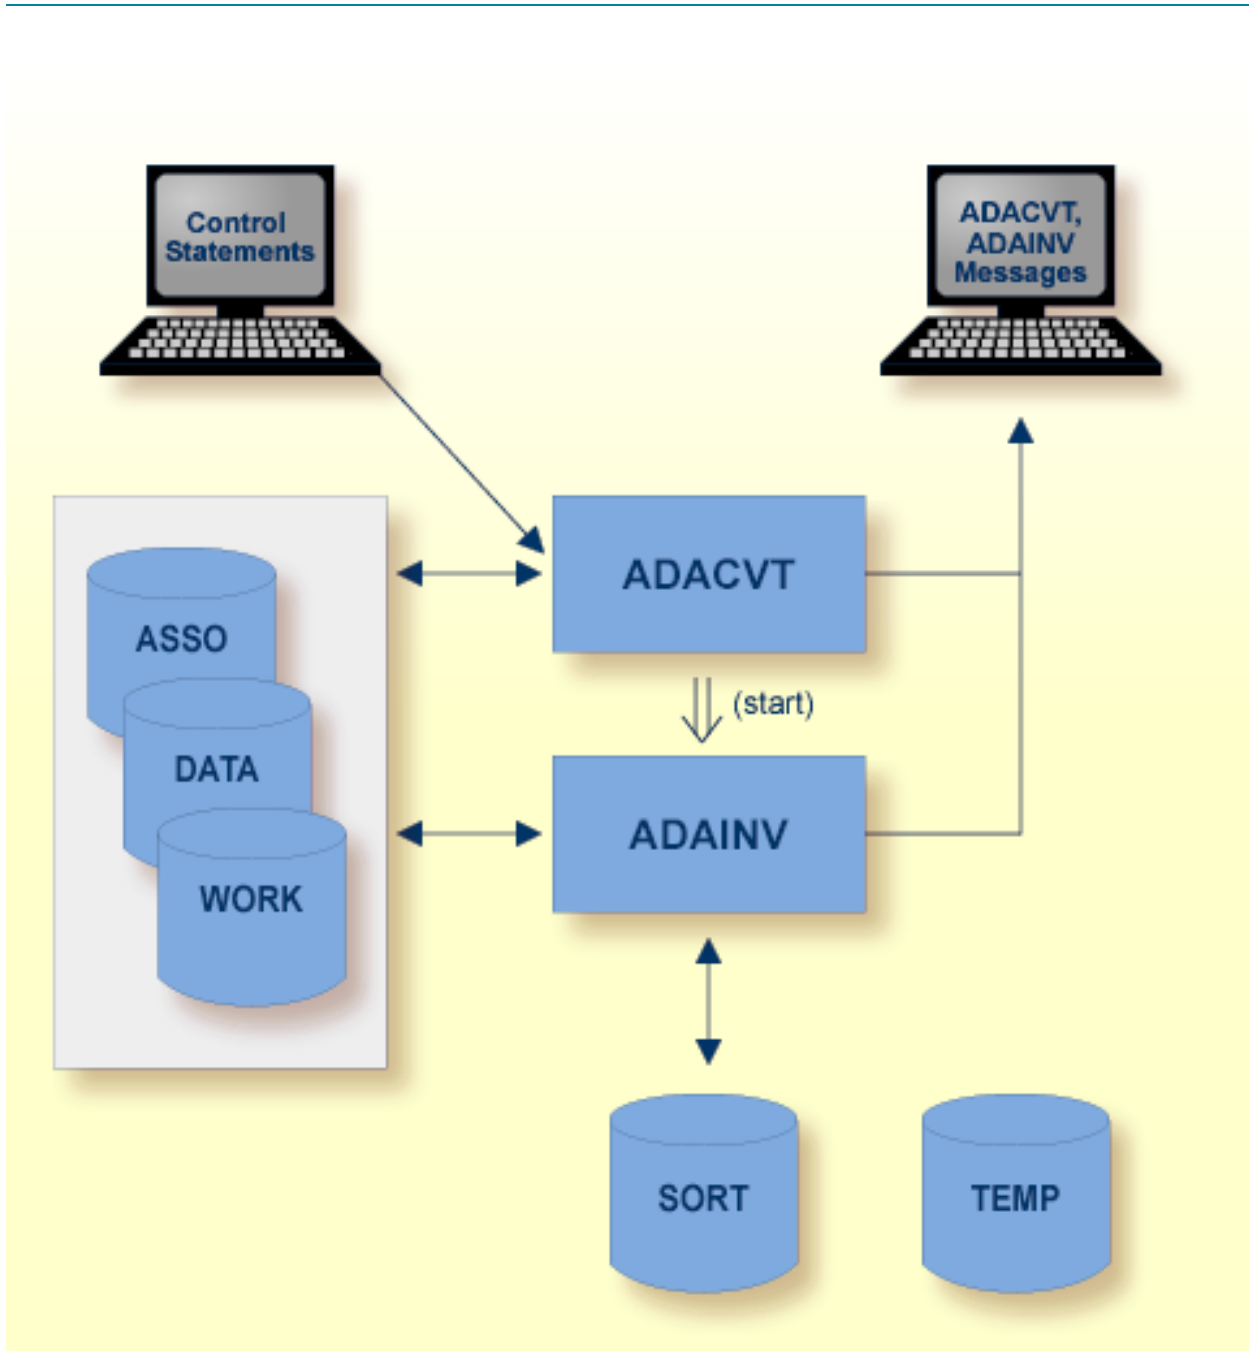 Control
Statements
ADACVT,
ADAINV
Messages
ADACVT
ASSO
(start)
DATA
ADAINV
WORK
SORT
TEMP